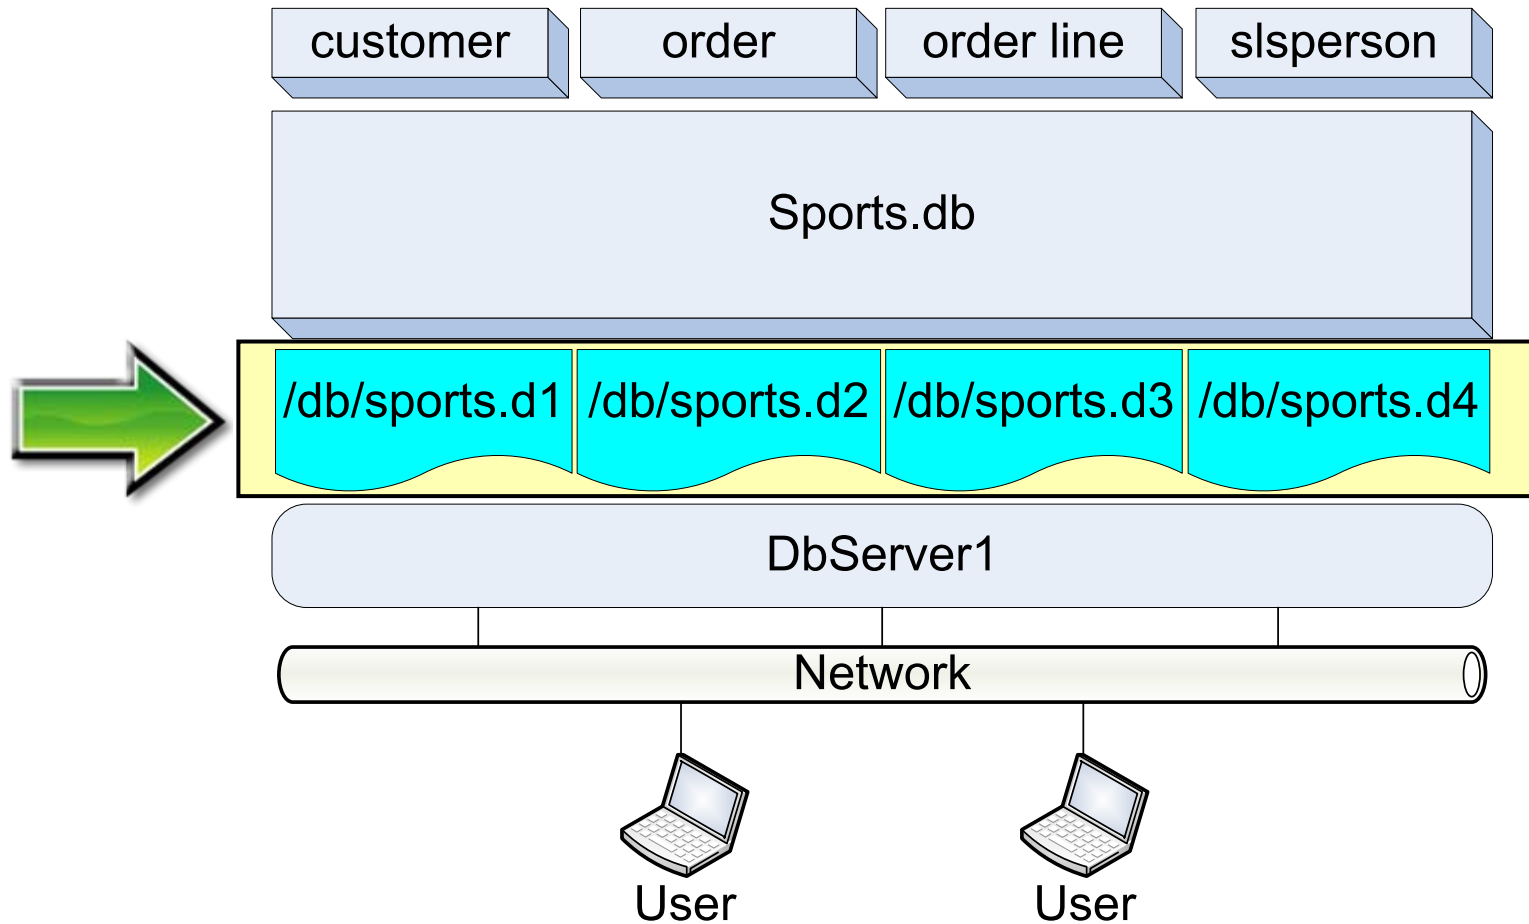 customer
order
order line
slsperson
Sports.db
/db/sports.d1
/db/sports.d2
/db/sports.d3
/db/sports.d4
DbServer1
Network
User
User